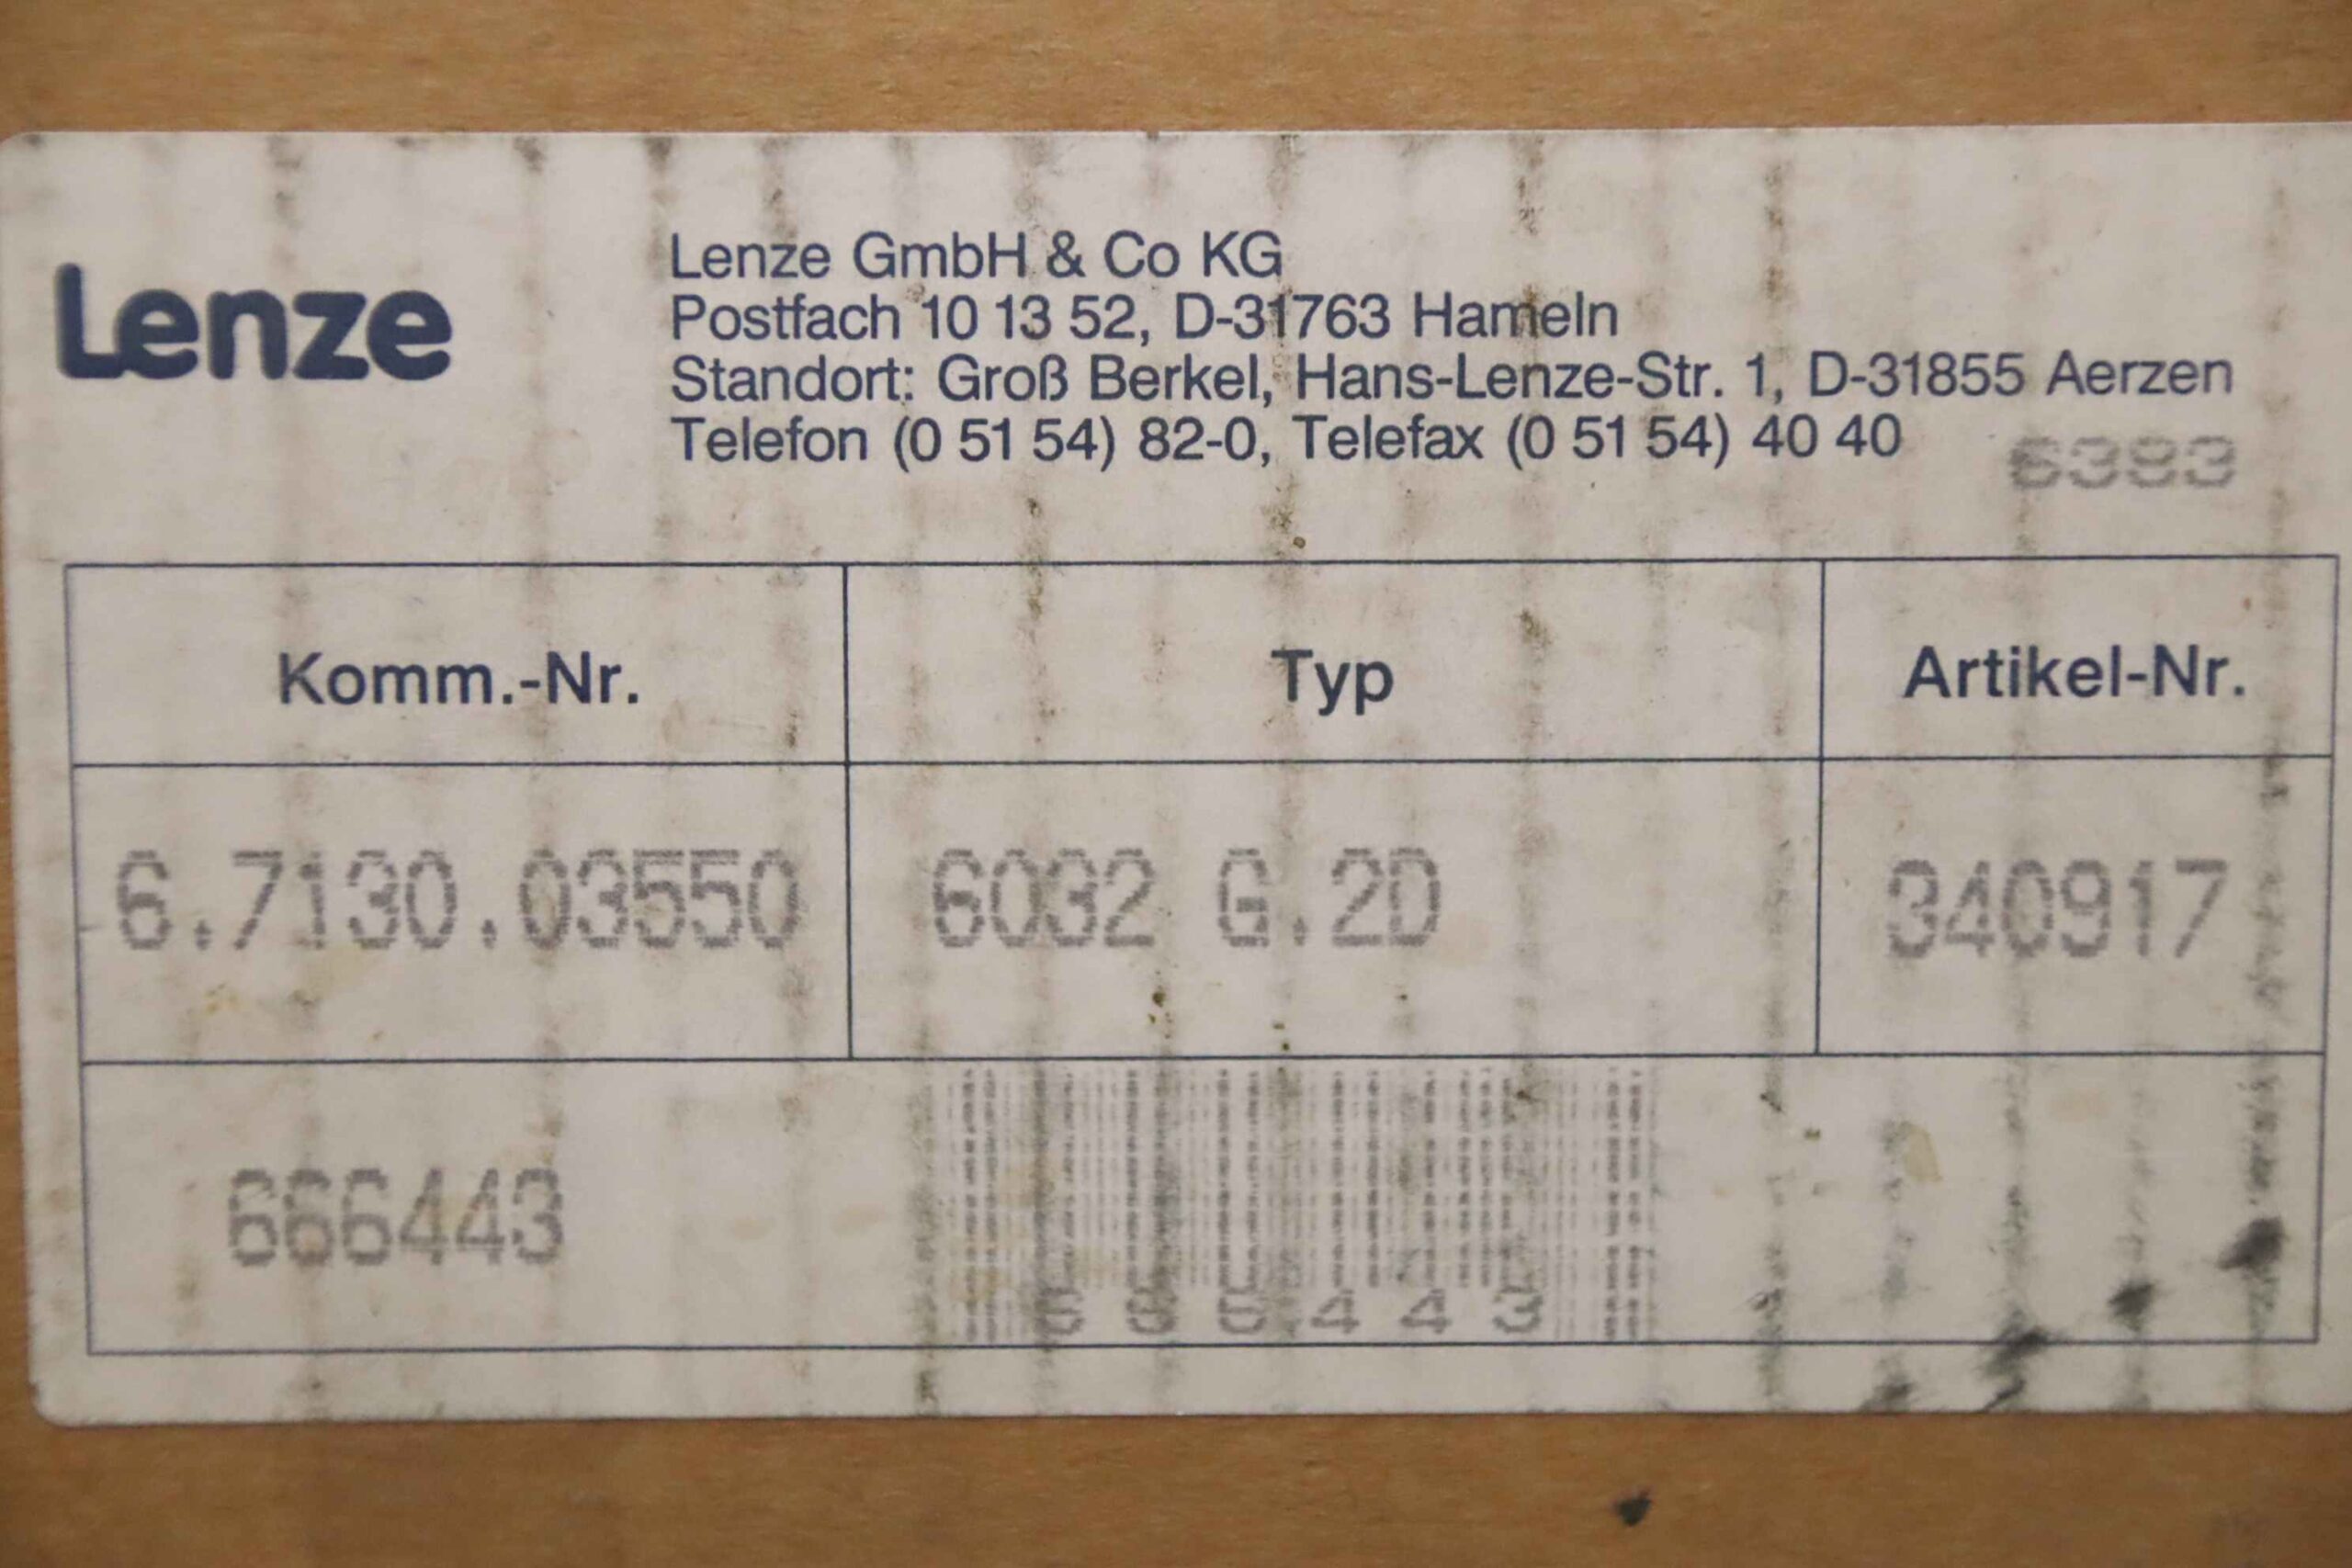 Lenze
Lenze GmbH & Co KG
Postfach 10 13 52, D-31763 Hameln
Standort: Groß Berkel, Hans-Lenze-Str. 1, D-31855 Aerzen
Telefon (0 51 54) 82-0, Telefax (0 51 54) 40 40
6383
Komm.-Nr. Typ Artikel-Nr.
6.7130.03550 6032 G.2D 340917
666443
666443